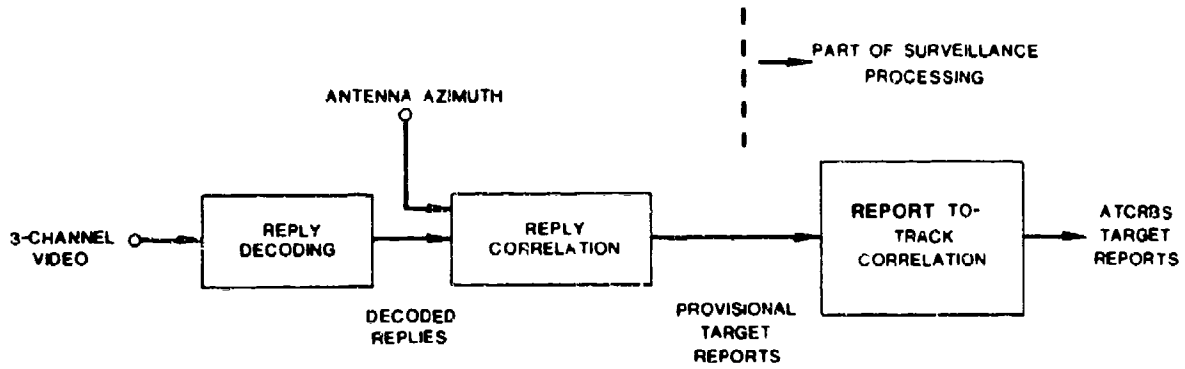 PART OF SURVEILLANCE
PROCESSING
ANTENNA AZIMUTH
3-CHANNEL
VIDEO
REPLY
DECODING
DECODED
REPLIES
REPLY
CORRELATION
PROVISIONAL
TARGET
REPORTS
REPORT TO-
TRACK
CORRELATION
ATCRBS
TARGET
REPORTS